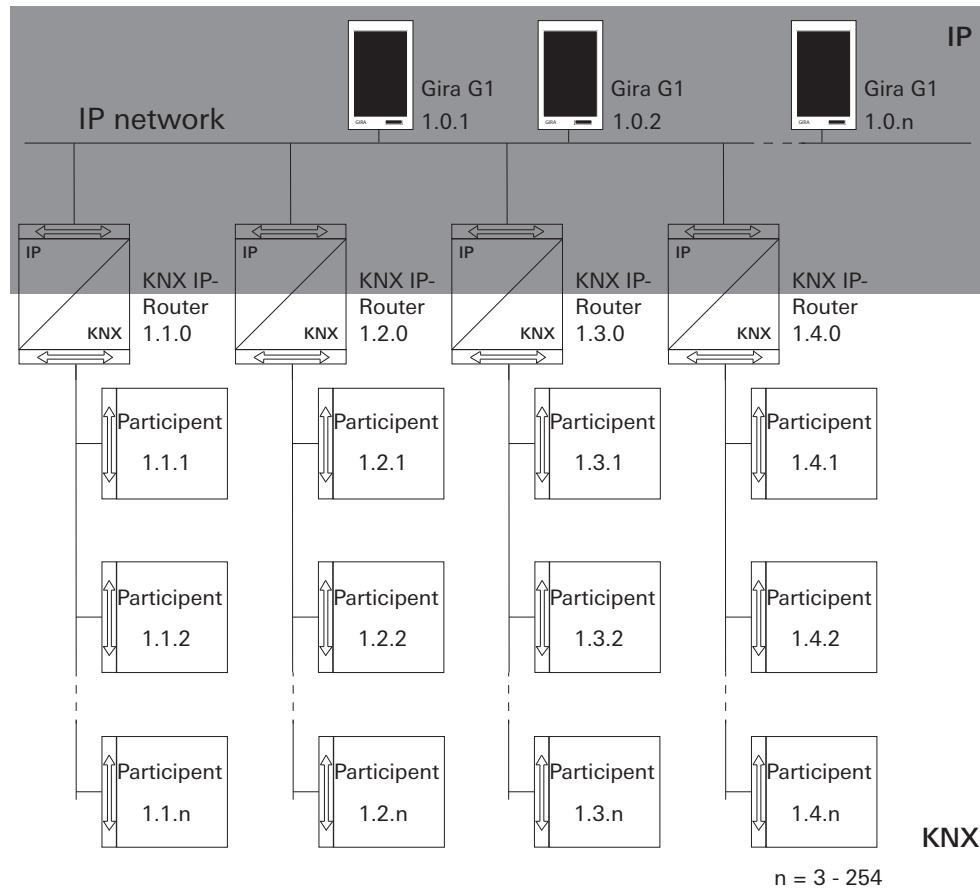 IP
Gira G1
1.0.1
Gira G1
1.0.2
Gira G1
1.0.n
IP network
GIRA
GIRA
GIRA
IP
KNX
KNX IP-
Router
1.1.0
IP
KNX
KNX IP-
Router
1.2.0
IP
KNX
KNX IP-
Router
1.3.0
IP
KNX
KNX IP-
Router
1.4.0
Participent
1.1.1
Participent
1.2.1
Participent
1.3.1
Participent
1.4.1
Participent
1.1.2
Participent
1.2.2
Participent
1.3.2
Participent
1.4.2
Participent
1.1.n
Participent
1.2.n
Participent
1.3.n
Participent
1.4.n
KNX
n = 3 - 254